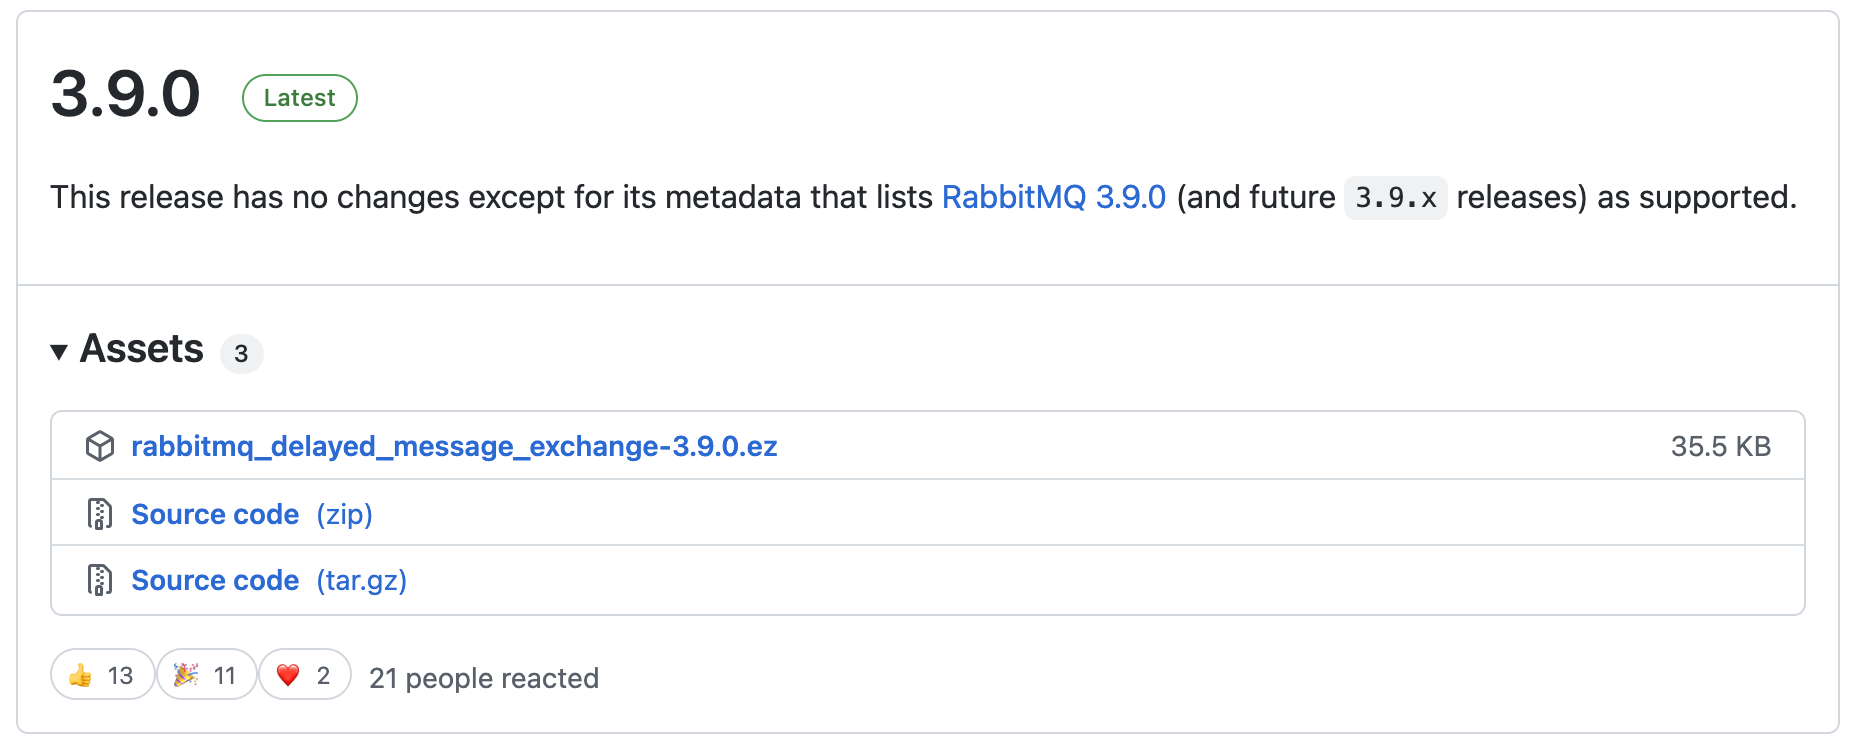 3.9.0 Latest
This release has no changes except for its metadata that lists RabbitMQ 3.9.0 (and future 3.9.x releases) as supported.
Assets 3
rabbitmq_delayed_message_exchange-3.9.0.ez 35.5 KB
Source code (zip)
Source code (tar.gz)
👍 13 🎉 11 ❤️ 2 21 people reacted